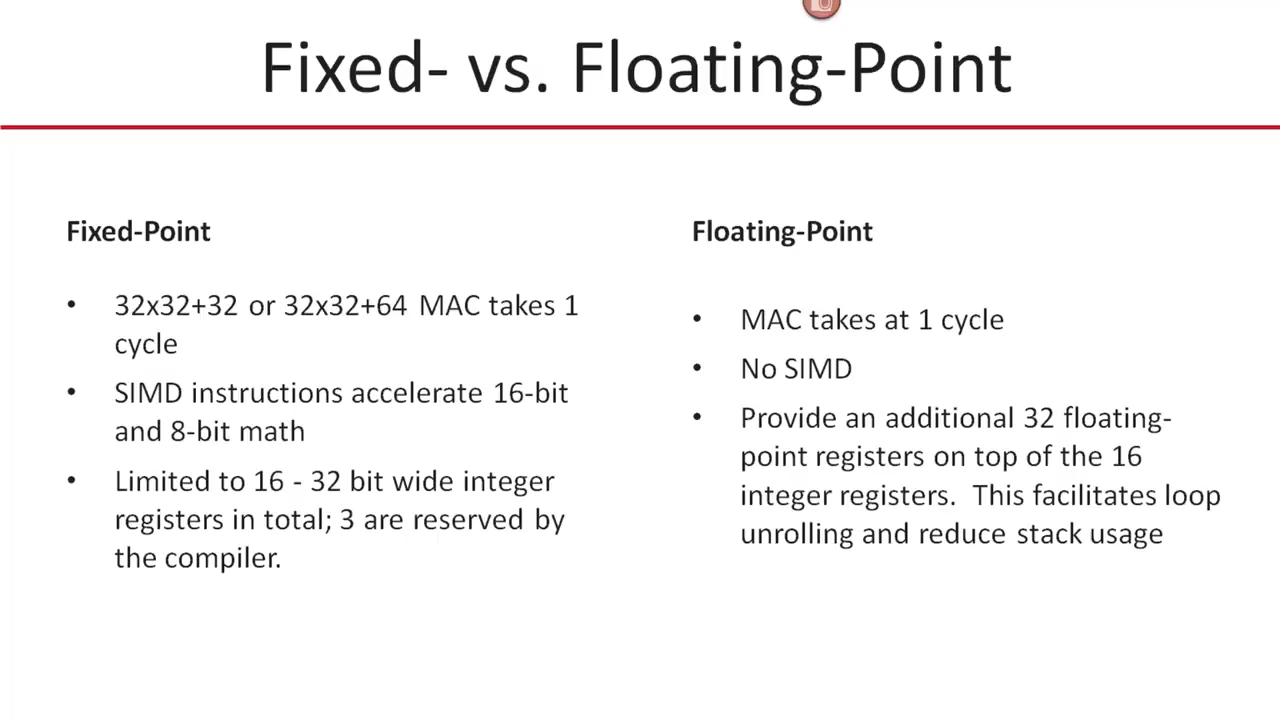 Fixed- vs. Floating-Point
Fixed-Point
• 32x32+32 or 32x32+64 MAC takes 1
cycle
• SIMD instructions accelerate 16-bit
and 8-bit math
• Limited to 16 - 32 bit wide integer
registers in total; 3 are reserved by
the compiler.
Floating-Point
• MAC takes at 1 cycle
• No SIMD
• Provide an additional 32 floating-
point registers on top of the 16
integer registers.  This facilitates loop
unrolling and reduce stack usage